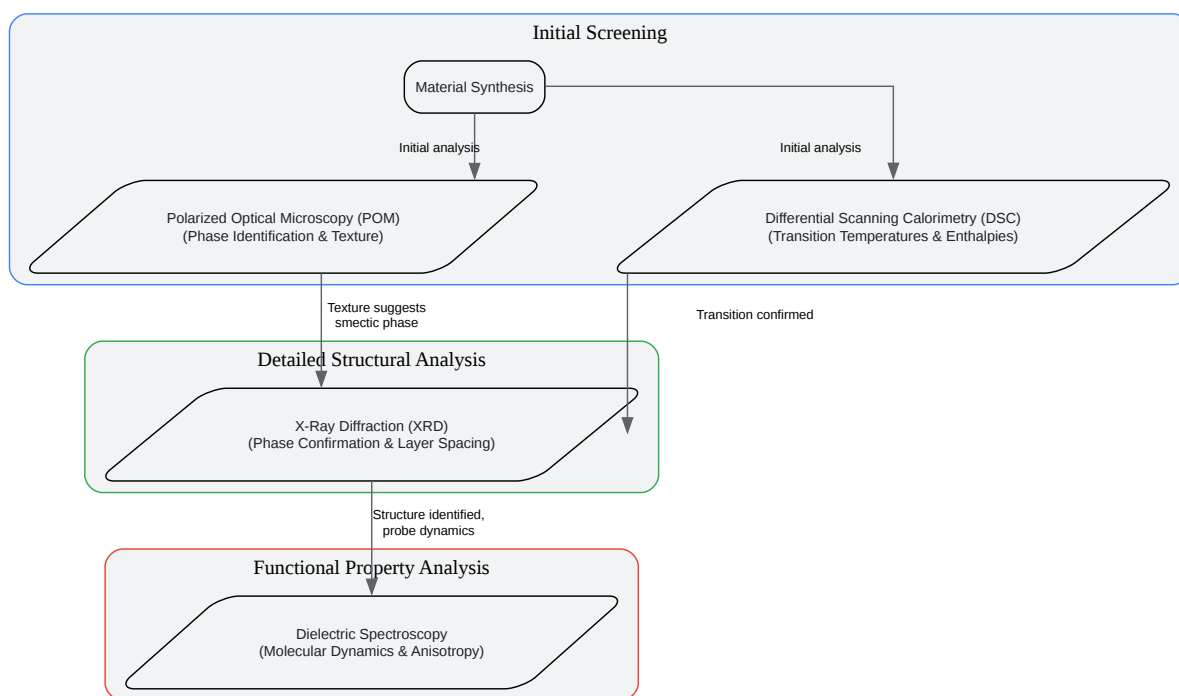 Initial Screening
Material Synthesis
Initial analysis
Initial analysis
Polarized Optical Microscopy (POM)
(Phase Identification & Texture)
Differential Scanning Calorimetry (DSC)
(Transition Temperatures & Enthalpies)
Texture suggests
smectic phase
Transition confirmed
Detailed Structural Analysis
X-Ray Diffraction (XRD)
(Phase Confirmation & Layer Spacing)
Structure identified,
probe dynamics
Functional Property Analysis
Dielectric Spectroscopy
(Molecular Dynamics & Anisotropy)